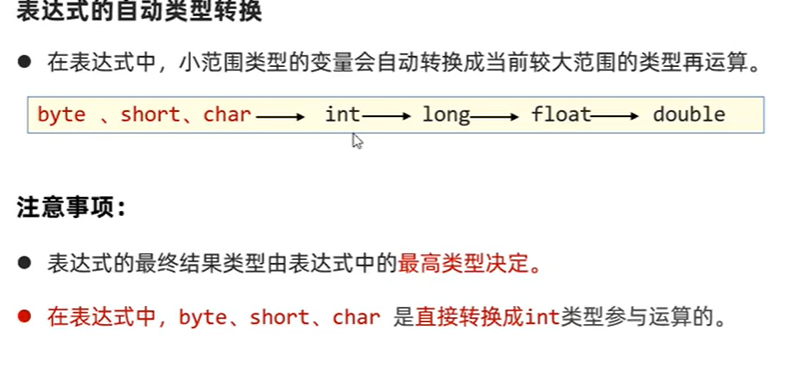 表达式的自动类型转换
● 在表达式中，小范围类型的变量会自动转换成当前较大范围的类型再运算。
byte 、short、char → int → long → float → double
注意事项：
● 表达式的最终结果类型由表达式中的最高类型决定。
● 在表达式中，byte、short、char 是直接转换成int类型参与运算的。